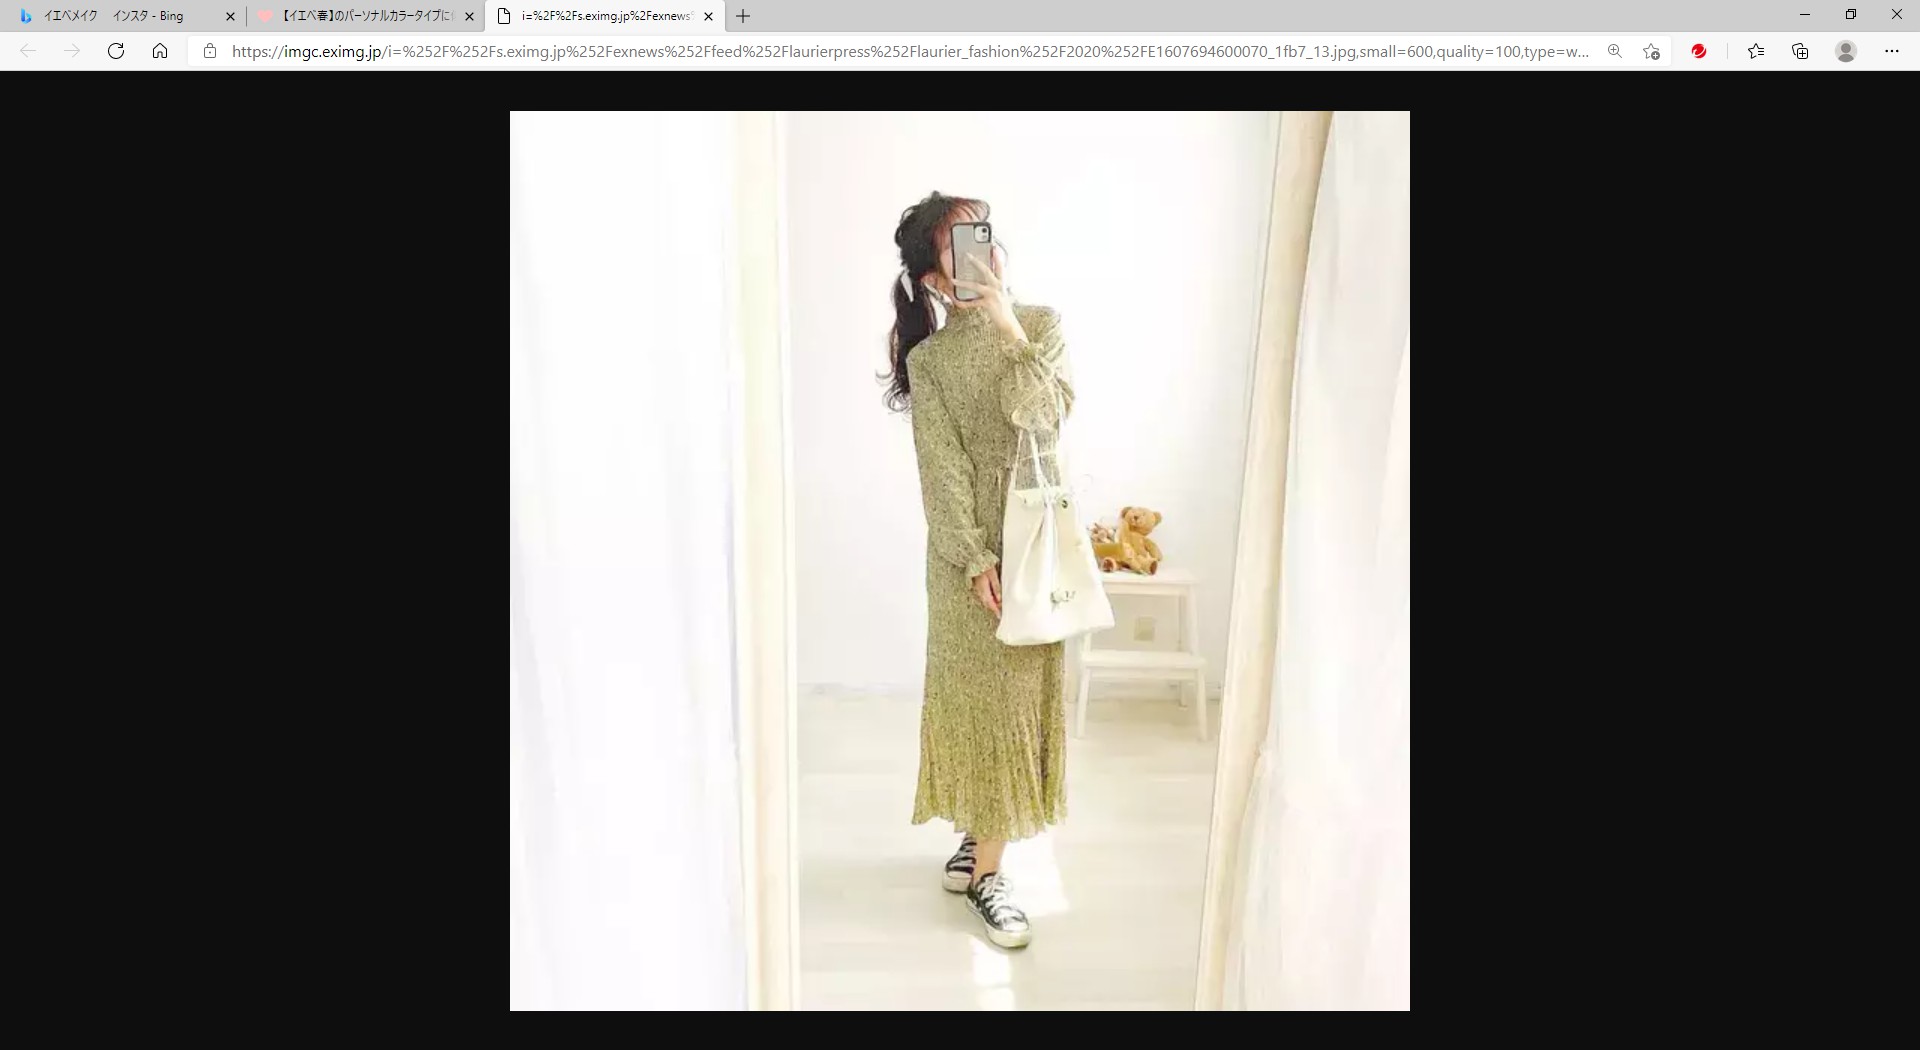 イエベメイク　インスタ - Bing
【イエベ春】のパーソナルカラータイプに
i=%2F%2Fs.eximg.jp%2Fexnews%
https://imgc.eximg.jp/i=%252F%252Fs.eximg.jp%252Fexnews%252Ffeed%252Flaurierpress%252Flaurier_fashion%252F2020%252FE1607694600070_1fb7_13.jpg,small=600,quality=100,type=w...